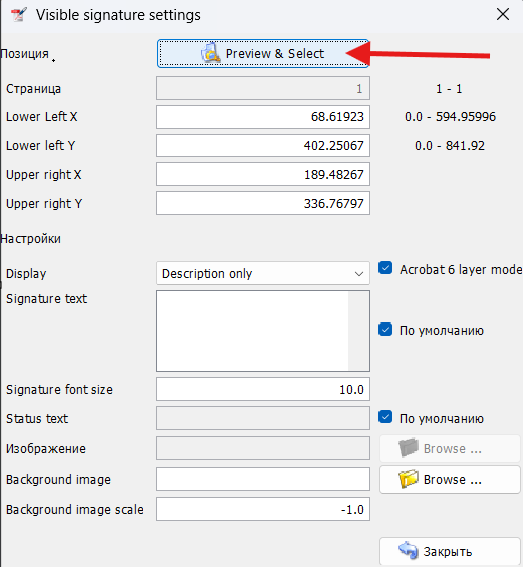 Visible signature settings
Позиция
Preview & Select
Страница 1 1 - 1
Lower Left X 68.61923 0.0 - 594.95996
Lower left Y 402.25067 0.0 - 841.92
Upper right X 189.48267
Upper right Y 336.76797
Настройки
Display Description only Acrobat 6 layer mode
Signature text
По умолчанию
Signature font size 10.0
Status text По умолчанию
Изображение Browse ...
Background image Browse ...
Background image scale -1.0
Закрыть